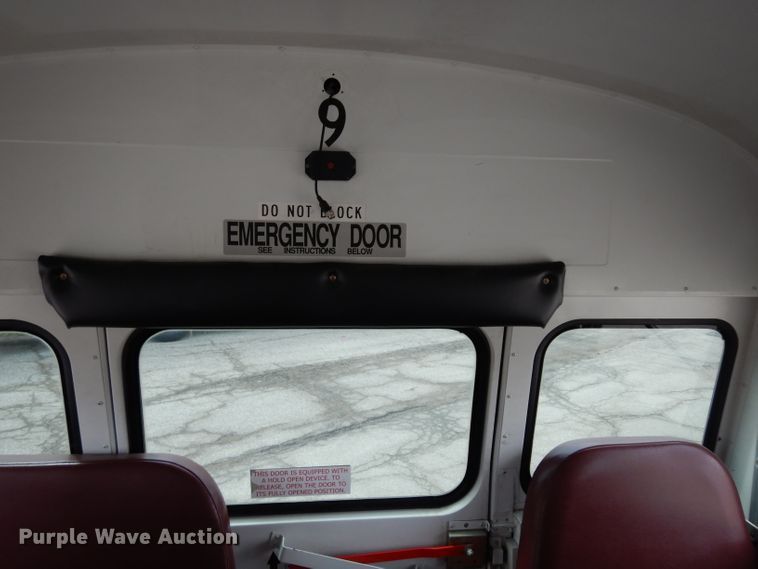 9
DO NOT B OCK
EMERGENCY DOOR
SEE INSTRUCTIONS BELOW
THIS DOOR IS EQUIPPED WITH
A HOLD OPEN DEVICE. TO
RELEASE, OPEN THE DOOR TO
ITS FULLY OPENED POSITION.
Purple Wave Auction